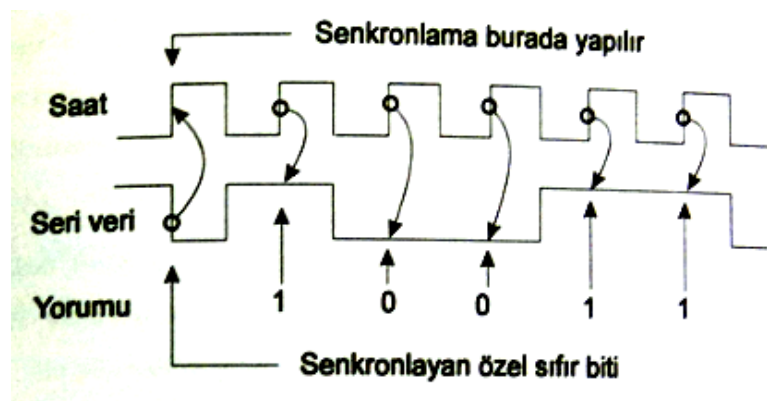 Senkronlama burada yapılır
Saat
Seri veri
Yorumu 1 0 0 1 1
Senkronlayan özel sıfır biti